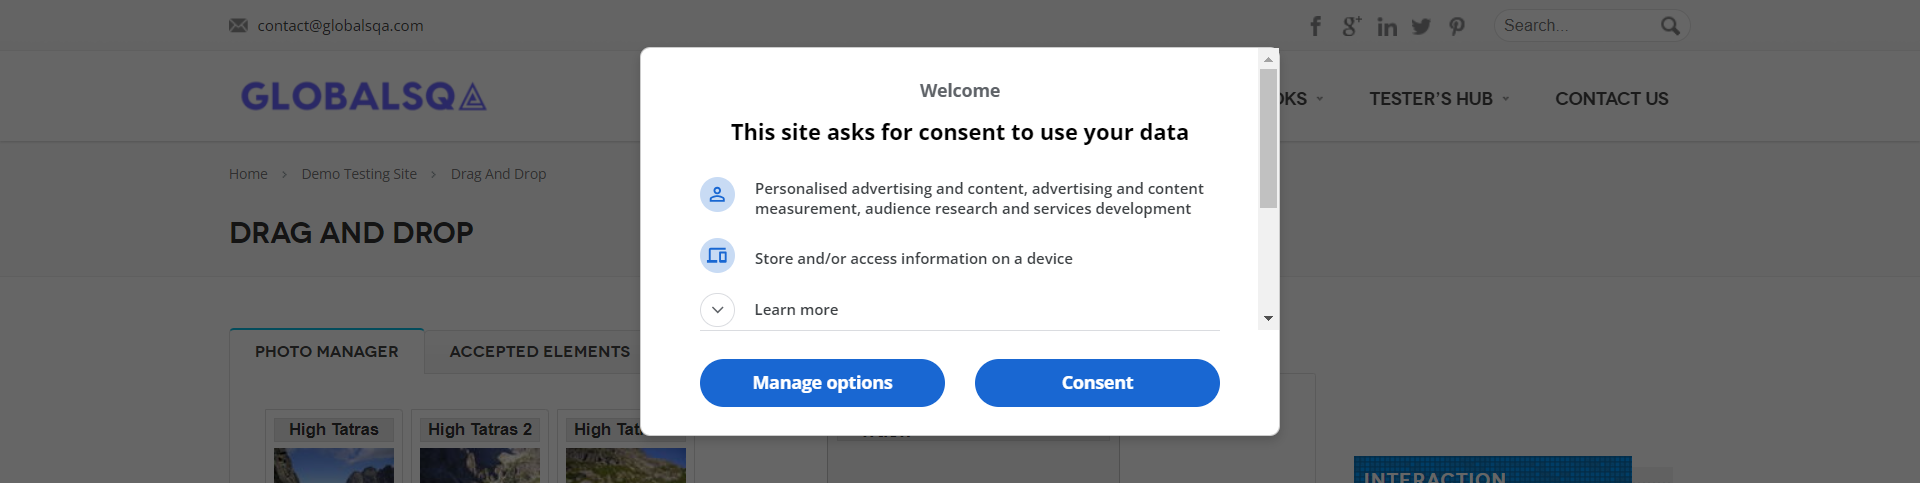 contact@globalsqa.com
Search...
GLOBALSQA
TESTER'S HUB
CONTACT US
Home › Demo Testing Site › Drag And Drop
DRAG AND DROP
Welcome
This site asks for consent to use your data
Personalised advertising and content, advertising and content
measurement, audience research and services development
Store and/or access information on a device
Learn more
Manage options
Consent
PHOTO MANAGER
ACCEPTED ELEMENTS
High Tatras
High Tatras 2
High
INTERACTION